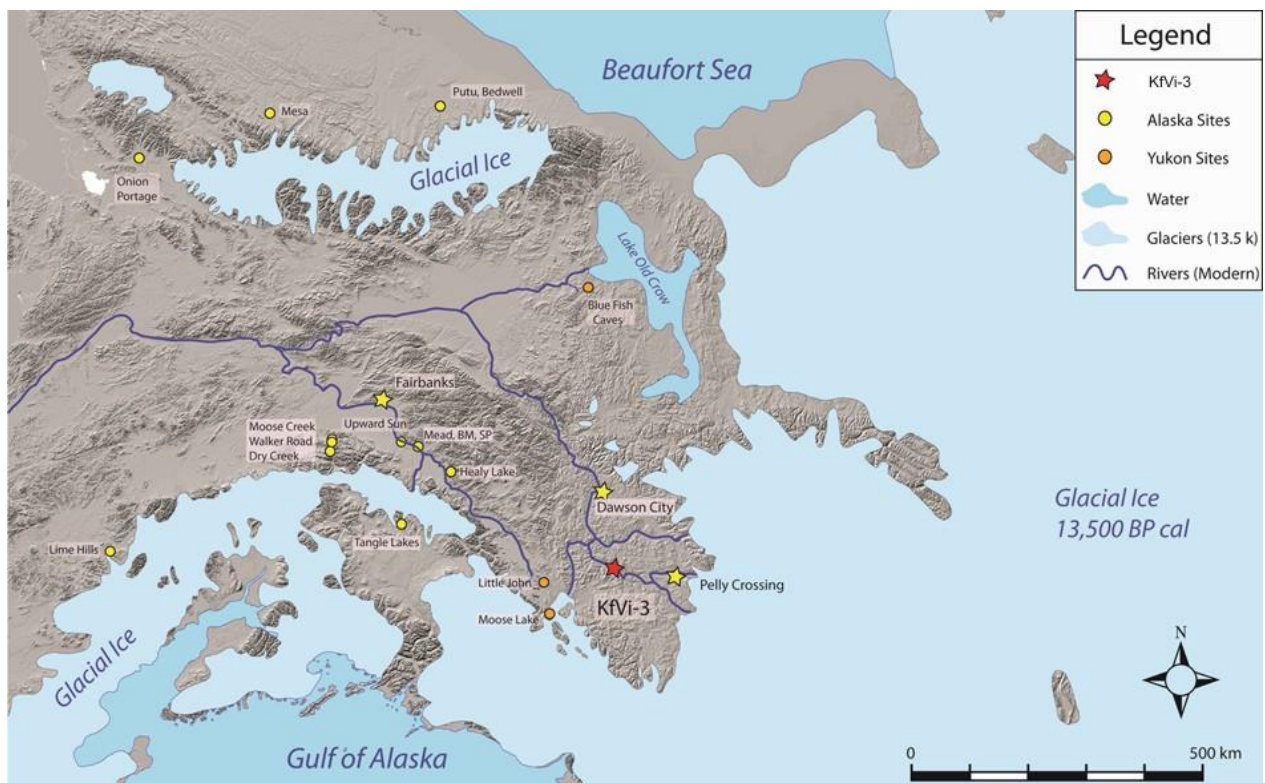 Beaufort Sea
Legend
KfVi-3
Alaska Sites
Yukon Sites
Water
Glaciers (13.5 k)
Rivers (Modern)
Putu, Bedwell
Mesa
Glacial Ice
Onion
Portage
Lake Old Crow
Blue Fish
Caves
Fairbanks
Upward Sun
Mead, BM, SP
Moose Creek
Walker Road
Dry Creek
Healy Lake
Dawson City
Glacial Ice
13,500 BP cal
Tangle Lakes
Lime Hills
Little John
Pelly Crossing
KfVi-3
Moose Lake
Glacial Ice
N
Gulf of Alaska
0
500 km